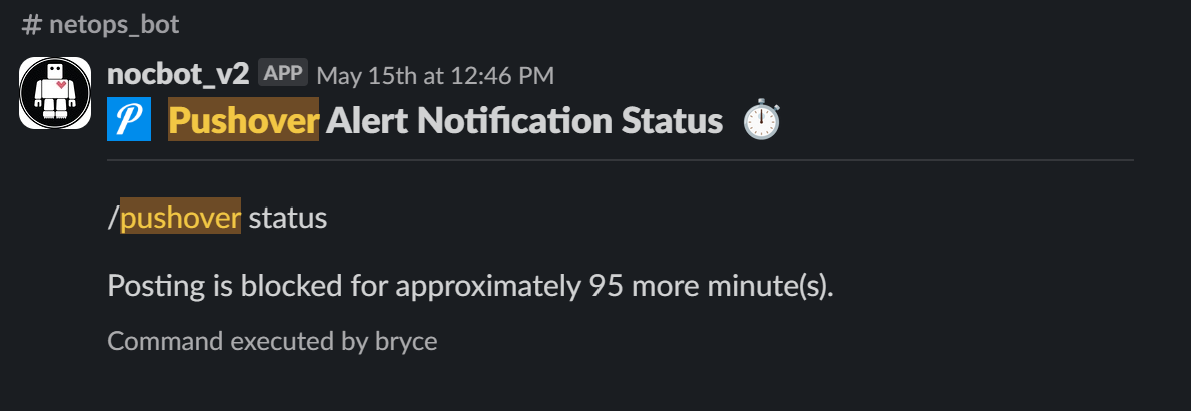 # netops_bot
nocbot_v2 APP May 15th at 12:46 PM
Pushover Alert Notification Status
/pushover status
Posting is blocked for approximately 95 more minute(s).
Command executed by bryce